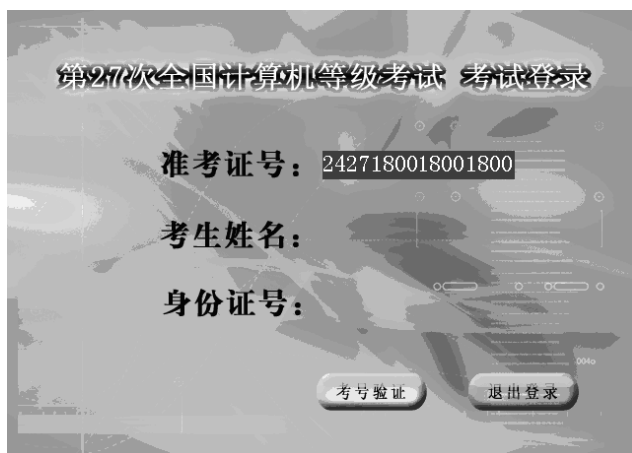 第27次全国计算机等级考试 考试登录
准考证号： 2427180018001800
考生姓名：
身份证号：
004o
考号验证 退出登录